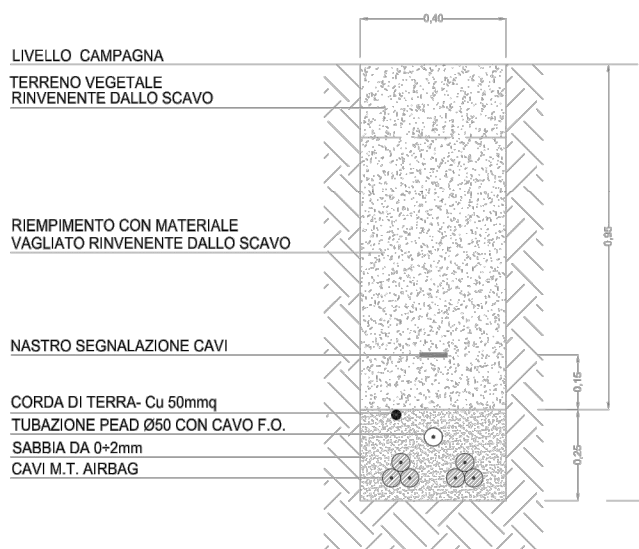 0,40
LIVELLO CAMPAGNA
TERRENO VEGETALE
RINVENENTE DALLO SCAVO
0,95
RIEMPIMENTO CON MATERIALE
VAGLIATO RINVENENTE DALLO SCAVO
NASTRO SEGNALAZIONE CAVI
0,15
CORDA DI TERRA- Cu 50mmq
TUBAZIONE PEAD Ø50 CON CAVO F.O.
SABBIA DA 0÷2mm
CAVI M.T. AIRBAG
0,25